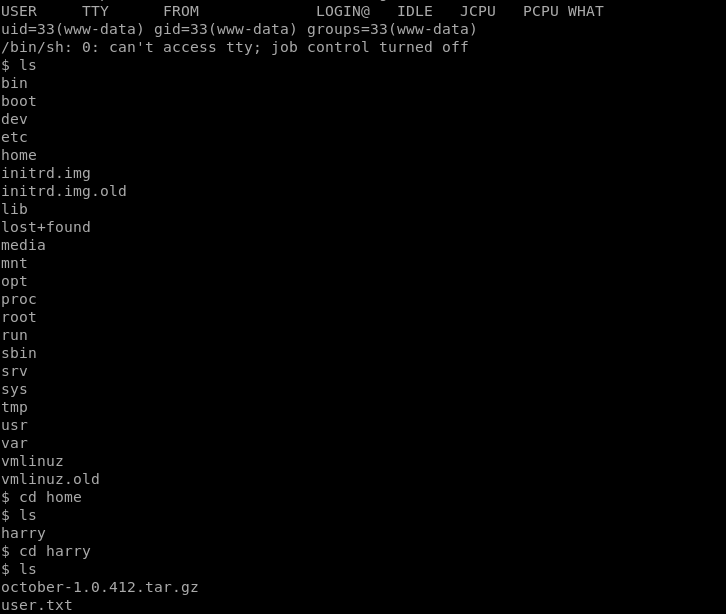 USER     TTY      FROM             LOGIN@   IDLE   JCPU   PCPU WHAT
uid=33(www-data) gid=33(www-data) groups=33(www-data)
/bin/sh: 0: can't access tty; job control turned off
$ ls
bin
boot
dev
etc
home
initrd.img
initrd.img.old
lib
lost+found
media
mnt
opt
proc
root
run
sbin
srv
sys
tmp
usr
var
vmlinuz
vmlinuz.old
$ cd home
$ ls
harry
$ cd harry
$ ls
october-1.0.412.tar.gz
user.txt